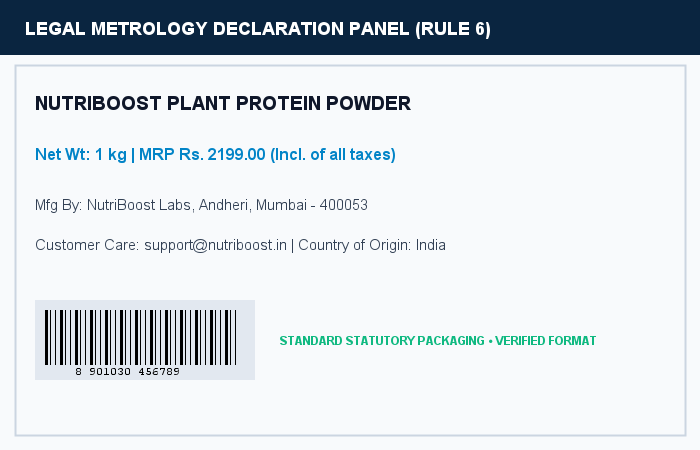 LEGAL METROLOGY DECLARATION PANEL (RULE 6)
NUTRIBOOST PLANT PROTEIN POWDER
Net Wt: 1 kg | MRP Rs. 2199.00 (Incl. of all taxes)
Mfg By: NutriBoost Labs, Andheri, Mumbai - 400053
Customer Care: support@nutriboost.in | Country of Origin: India
8 901030 456789
STANDARD STATUTORY PACKAGING • VERIFIED FORMAT